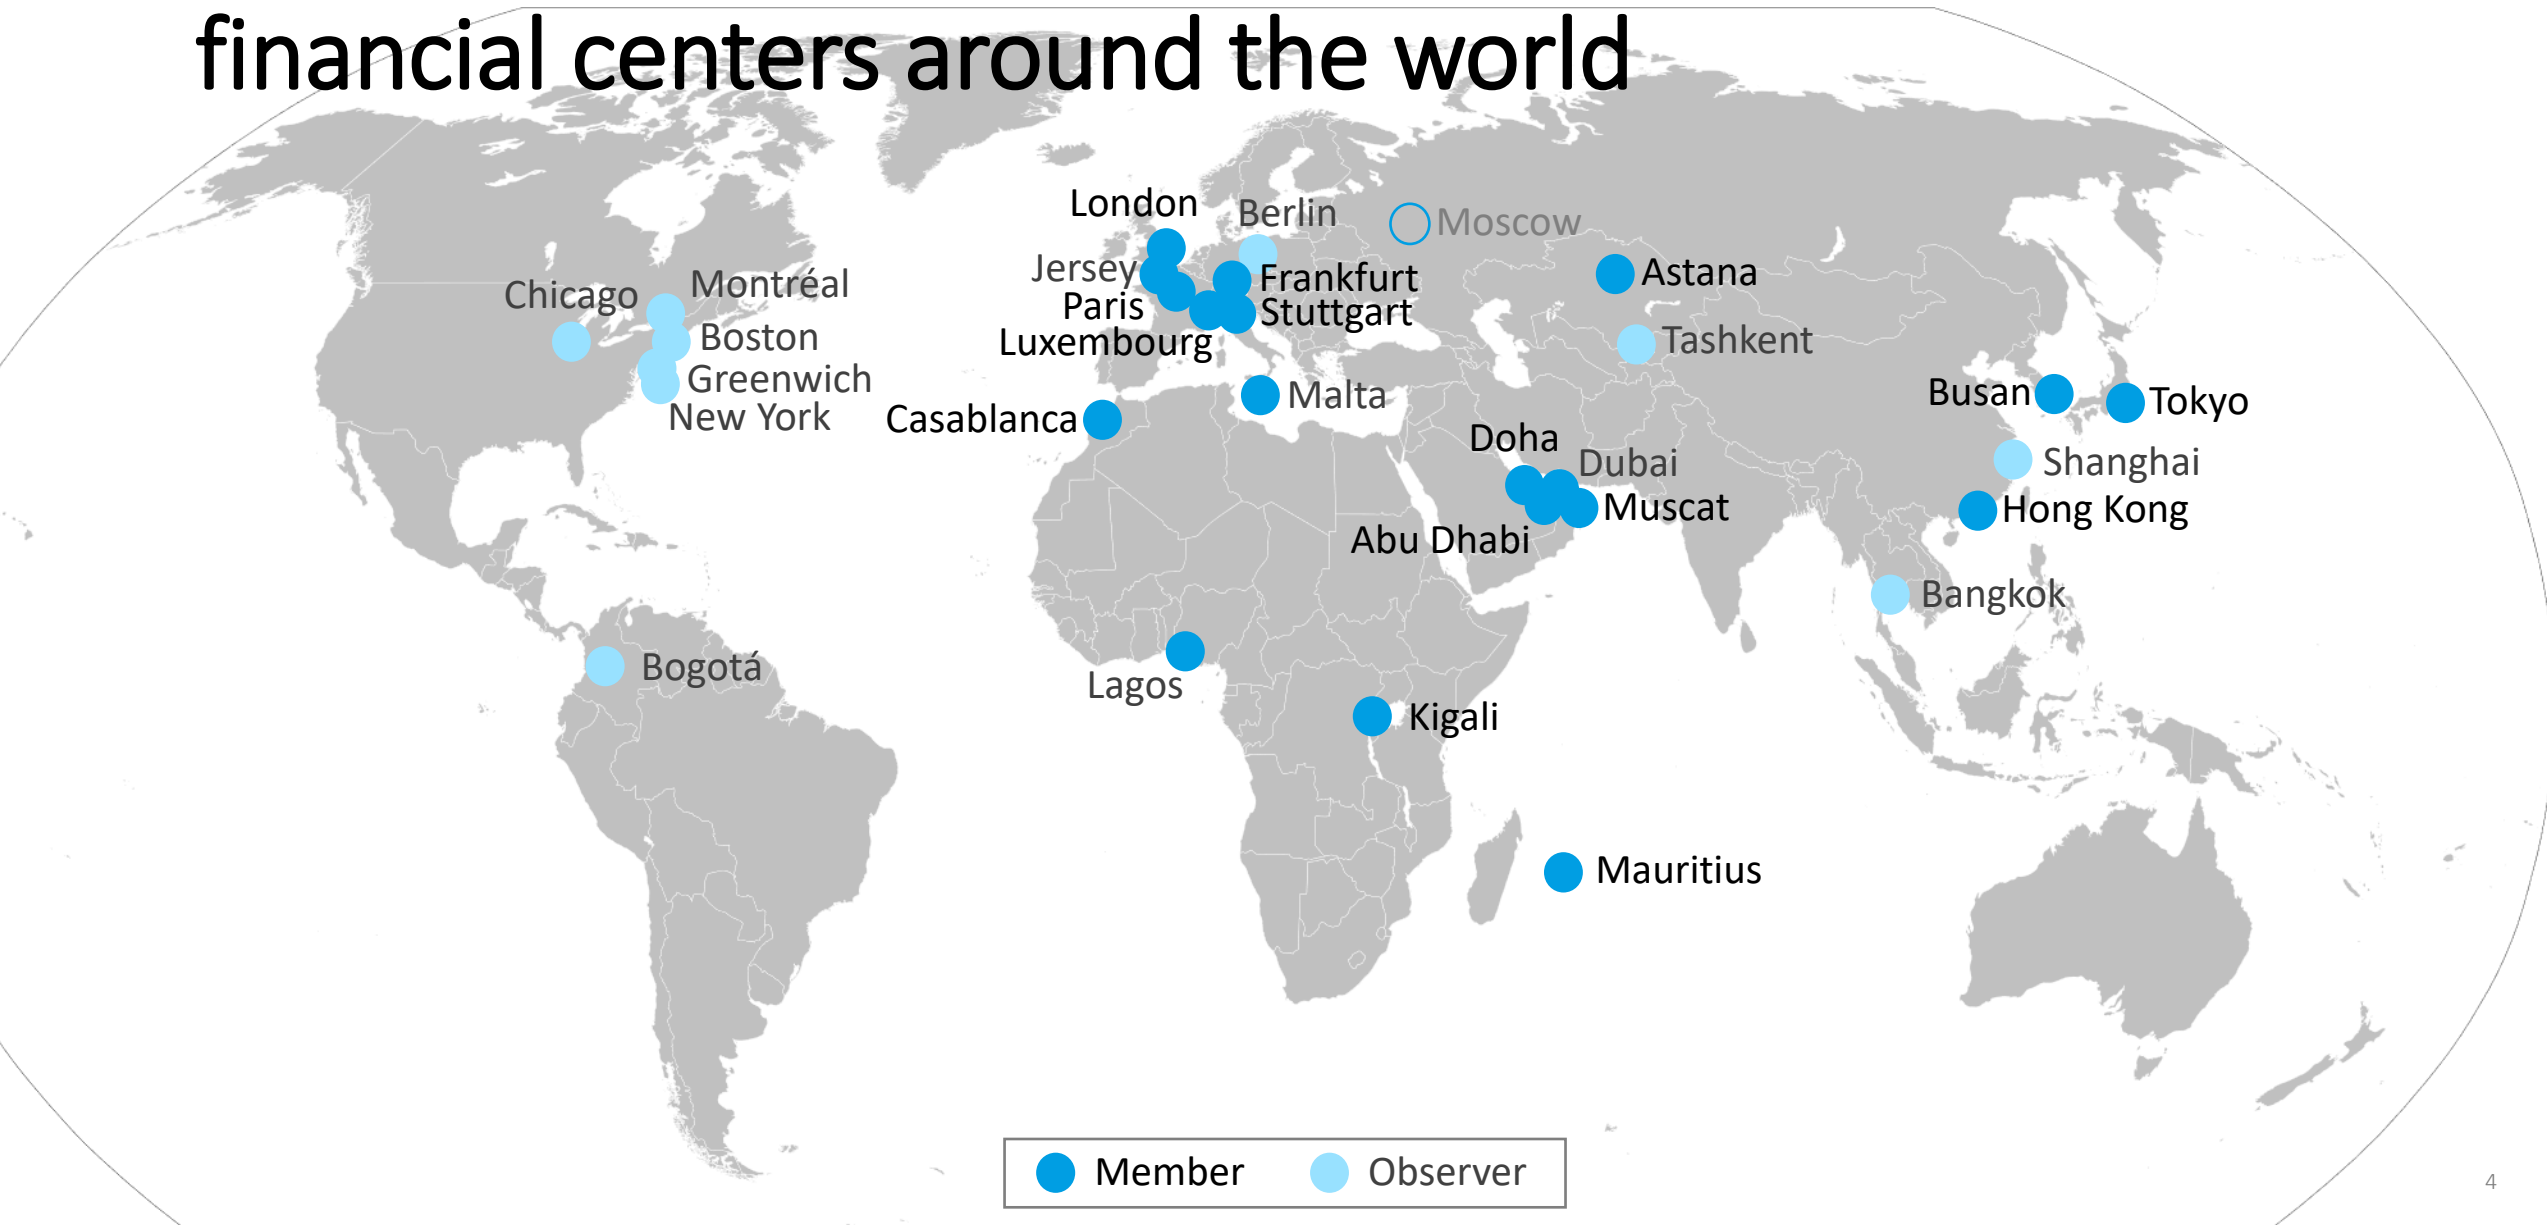 financial centers around the world
London
Berlin
Moscow
Jersey
Frankfurt
Astana
Chicago
Montréal
Paris
Stuttgart
Boston
Luxembourg
Tashkent
Greenwich
New York
Casablanca
Malta
Busan
Tokyo
Doha
Dubai
Shanghai
Muscat
Hong Kong
Abu Dhabi
Bangkok
Bogotá
Lagos
Kigali
Mauritius
Member
Observer
4